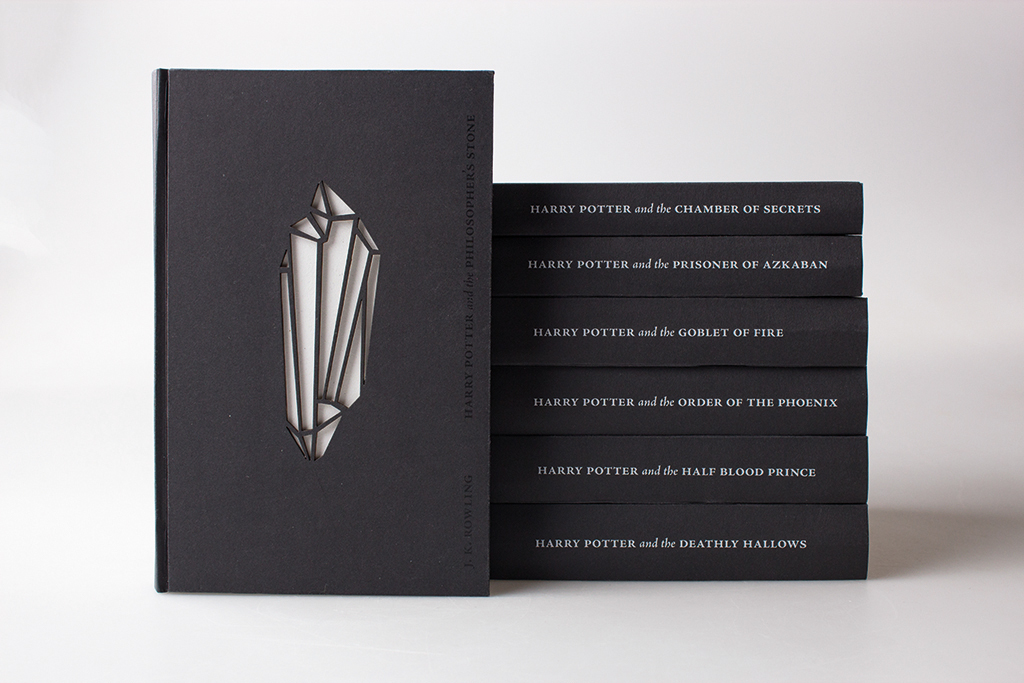 HARRY POTTER and the PHILOSOPHER'S STONE
J. K. ROWLING
HARRY POTTER and the CHAMBER OF SECRETS
HARRY POTTER and the PRISONER OF AZKABAN
HARRY POTTER and the GOBLET OF FIRE
HARRY POTTER and the ORDER OF THE PHOENIX
HARRY POTTER and the HALF BLOOD PRINCE
HARRY POTTER and the DEATHLY HALLOWS